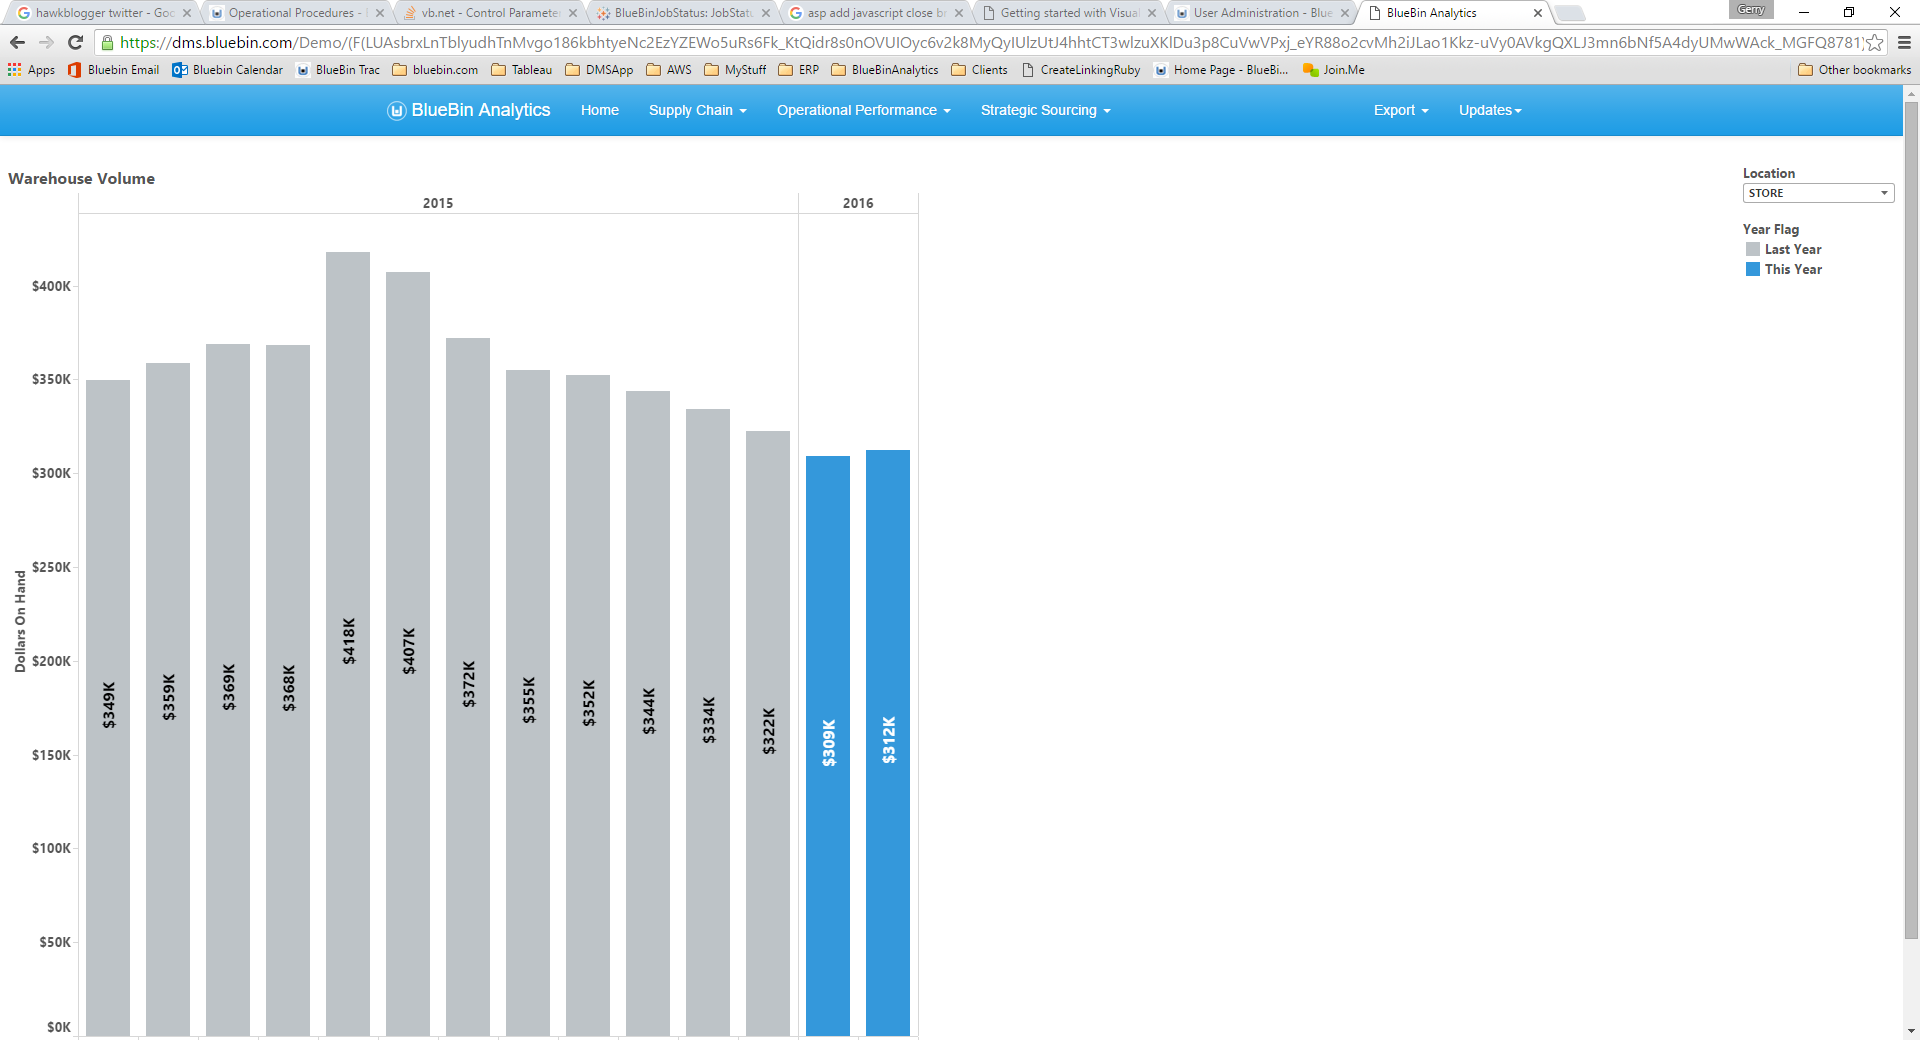 hawkblogger twitter - Goo
Operational Procedures -
vb.net - Control Paramete
BlueBinJobStatus: JobStatu
asp add javascript close br
Getting started with Visual
User Administration - Blue
BlueBin Analytics
Gerry
https://dms.bluebin.com/Demo/(F(LUAsbrxLnTblyudhTnMvgo186kbhtyeNc2EzYZEWo5uRs6Fk_KtQidr8s0nOVUIOyc6v2k8MyQyIUlzUtJ4hhtCT3wlzuXKlDu3p8CuVwVPxj_eYR88o2cvMh2iJLao1Kkz-uVy0AVkgQXLJ3mn6bNf5A4dyUMwWAck_MGFQ8781)
Apps Bluebin Email Bluebin Calendar BlueBin Trac bluebin.com Tableau DMSApp AWS MyStuff ERP BlueBinAnalytics Clients CreateLinkingRuby Home Page - BlueBi... Join.Me Other bookmarks
BlueBin Analytics Home Supply Chain Operational Performance Strategic Sourcing Export Updates
Warehouse Volume
2015 2016
Dollars On Hand
$400K
$350K
$300K
$250K
$200K
$150K
$100K
$50K
$0K
$349K
$359K
$369K
$368K
$418K
$407K
$372K
$355K
$352K
$344K
$334K
$322K
$309K
$312K
Location
STORE
Year Flag
Last Year
This Year